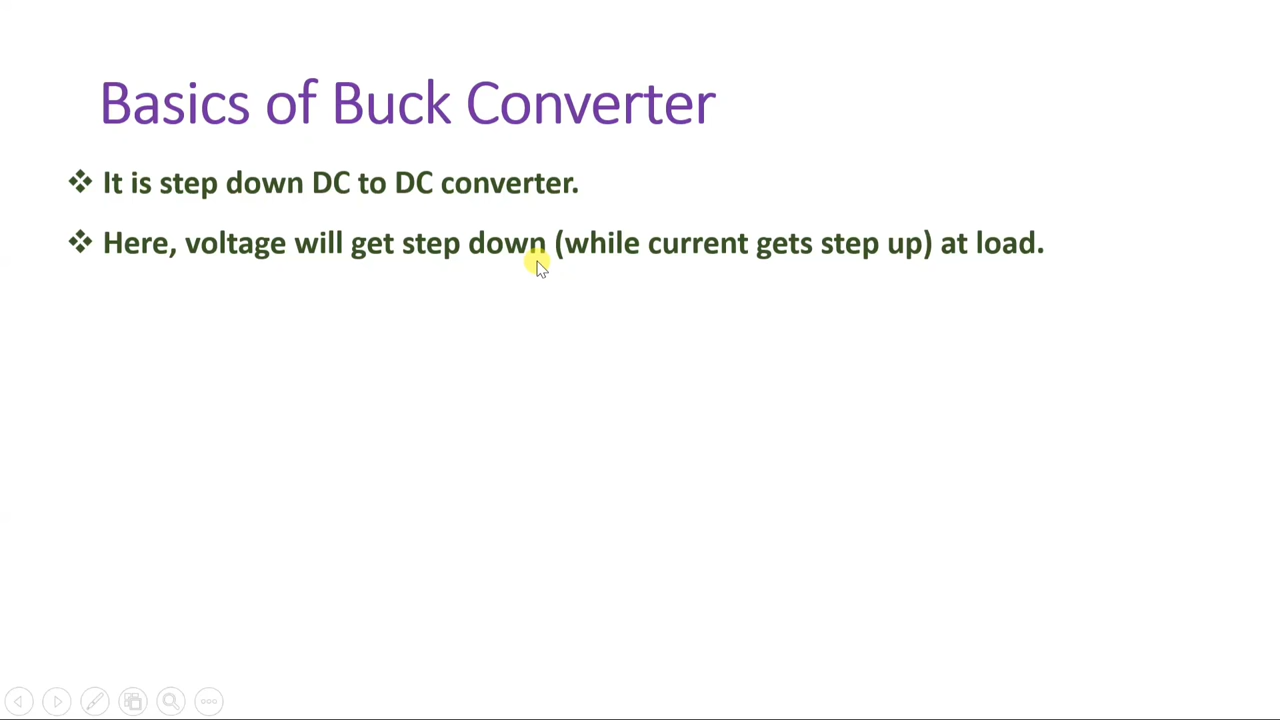 Basics of Buck Converter
❖ It is step down DC to DC converter.
❖ Here, voltage will get step down (while current gets step up) at load.